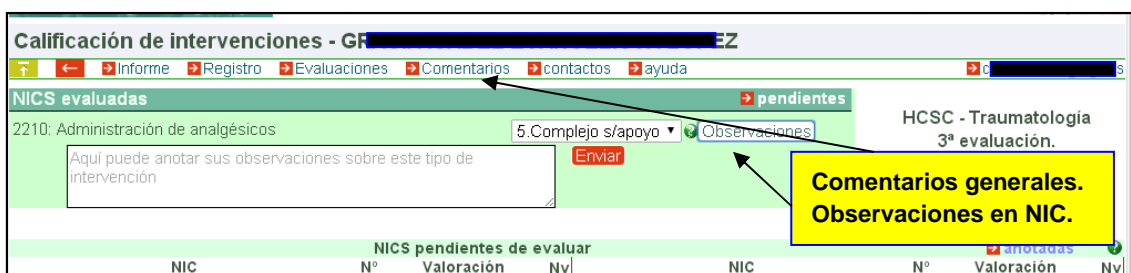 Calificación de intervenciones - GR EZ
Informe Registro Evaluaciones Comentarios contactos ayuda
NICS evaluadas pendientes
2210: Administración de analgésicos 5.Complejo s/apoyo Observaciones
Aquí puede anotar sus observaciones sobre este tipo de
intervención
Enviar
HCSC - Traumatología
3ª evaluación.
Comentarios generales.
Observaciones en NIC.
NICS pendientes de evaluar anotadas
NIC Nº Valoración Nv NIC Nº Valoración Nv